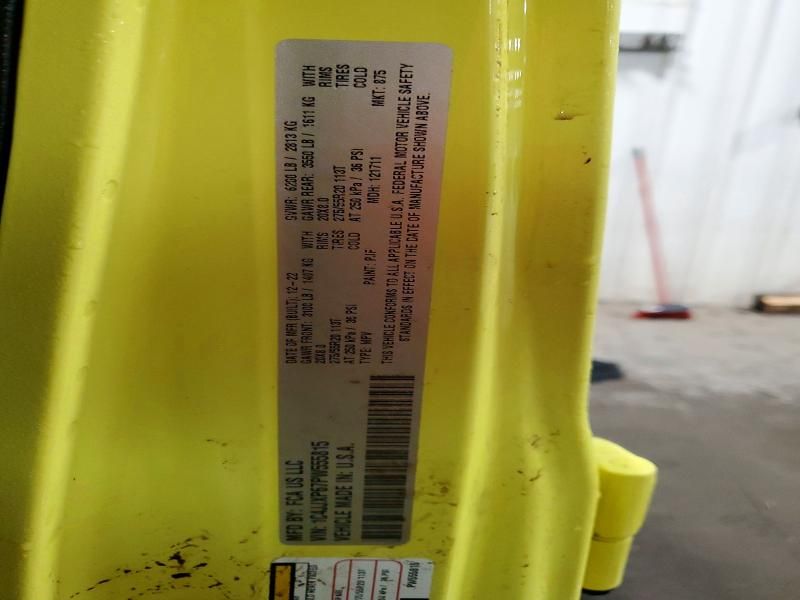 MFD BY: FCA US LLC
DATE OF MFR (BUILT): 12-22
GVWR: 6200 LB / 2813 KG
GAWR FRONT: 3100 LB / 1407 KG WITH
GAWR REAR: 3550 LB / 1611 KG WITH
20X8.0 RIMS
20X8.0 RIMS
275/55R20 113T TIRES
275/55R20 113T TIRES
AT 250 kPa / 36 PSI COLD
AT 250 kPa / 36 PSI COLD
VIN: 1C4JJXP67PW555815
TYPE: MPV
PAINT: PJF
MDH: 121711
MKT: 875
VEHICLE MADE IN: U.S.A.
THIS VEHICLE CONFORMS TO ALL APPLICABLE U.S.A. FEDERAL MOTOR VEHICLE SAFETY
STANDARDS IN EFFECT ON THE DATE OF MANUFACTURE SHOWN ABOVE.
PW555815